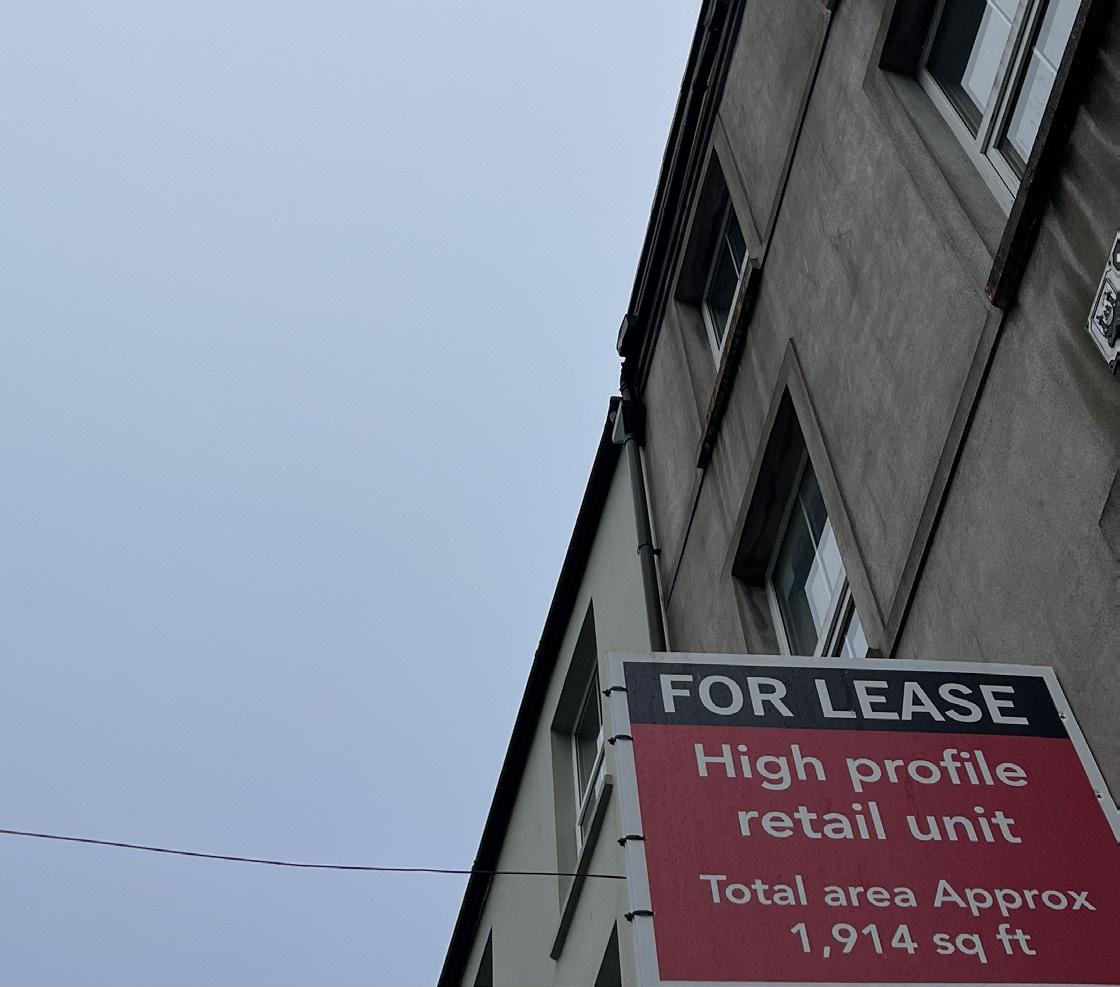 FOR LEASE
High profile
retail unit
Total area Approx
1,914 sq ft